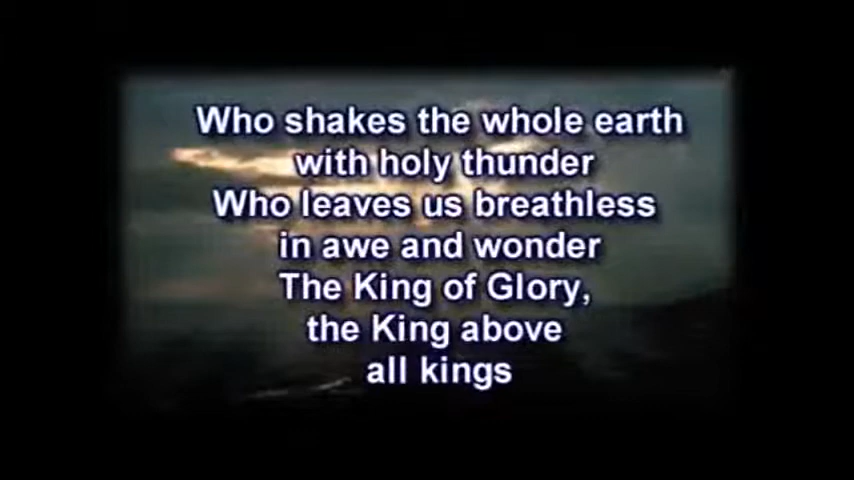 Who shakes the whole earth
with holy thunder
Who leaves us breathless
in awe and wonder
The King of Glory,
the King above
all kings